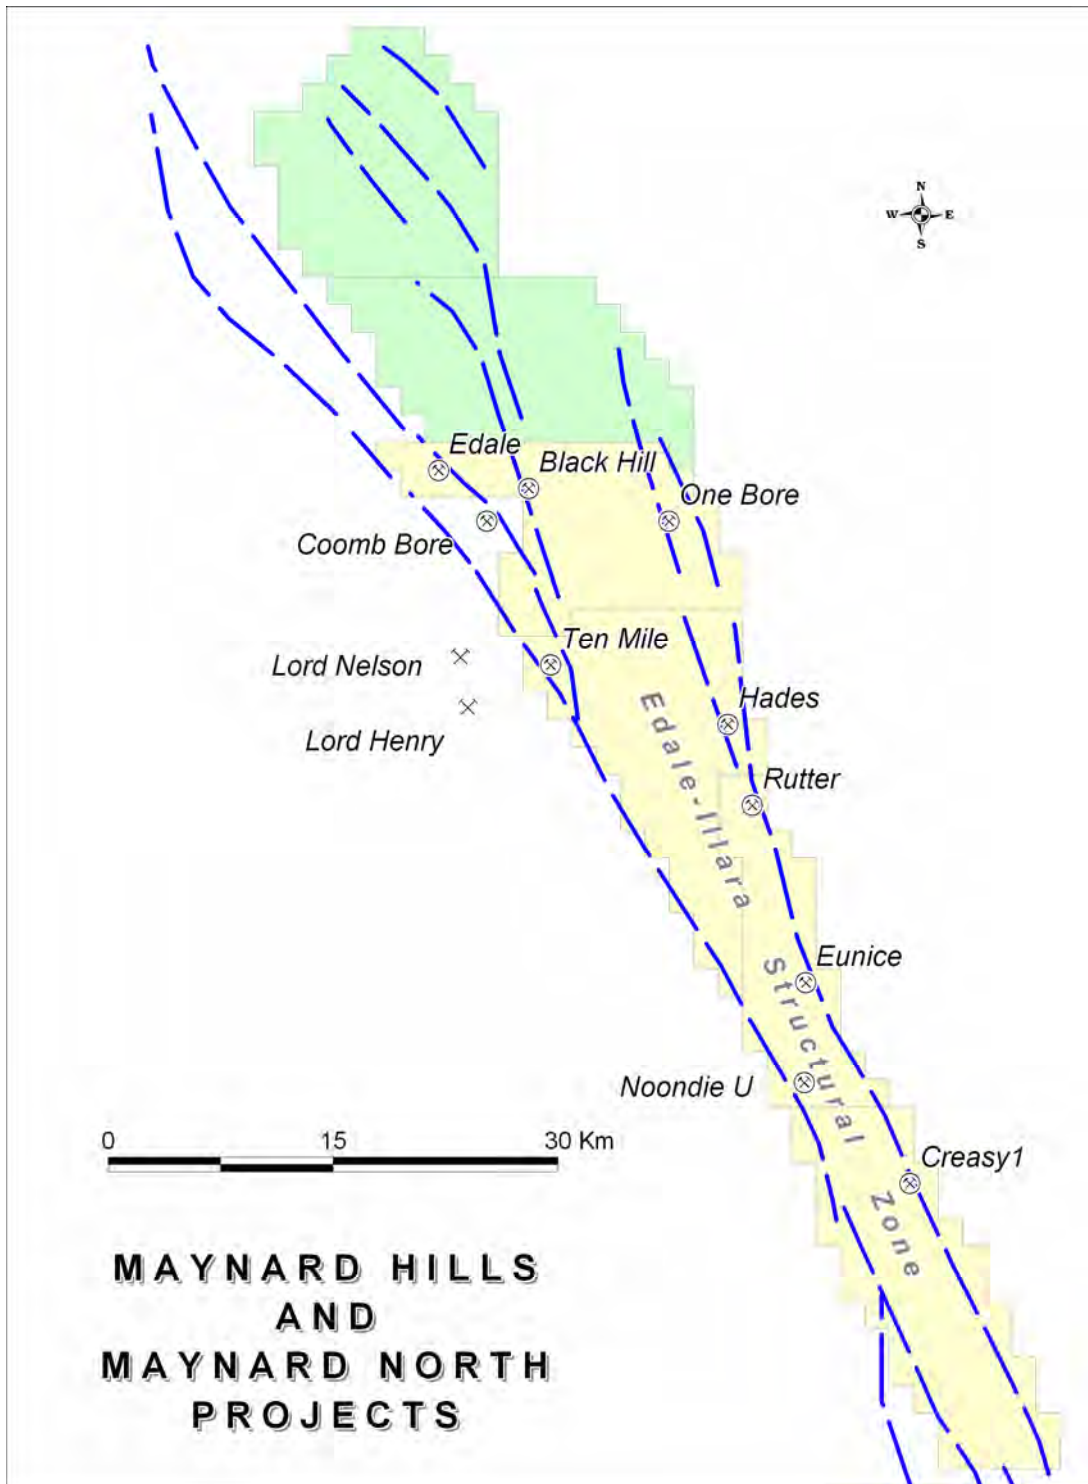 N
W E
S
Edale
Black Hill
One Bore
Coomb Bore
Ten Mile
Lord Nelson
Hades
Lord Henry
Rutter
Edale-Illara
Structural
Zone
Eunice
Noondie U
0 15 30 Km
Creasy1
MAYNARD HILLS
AND
MAYNARD NORTH
PROJECTS